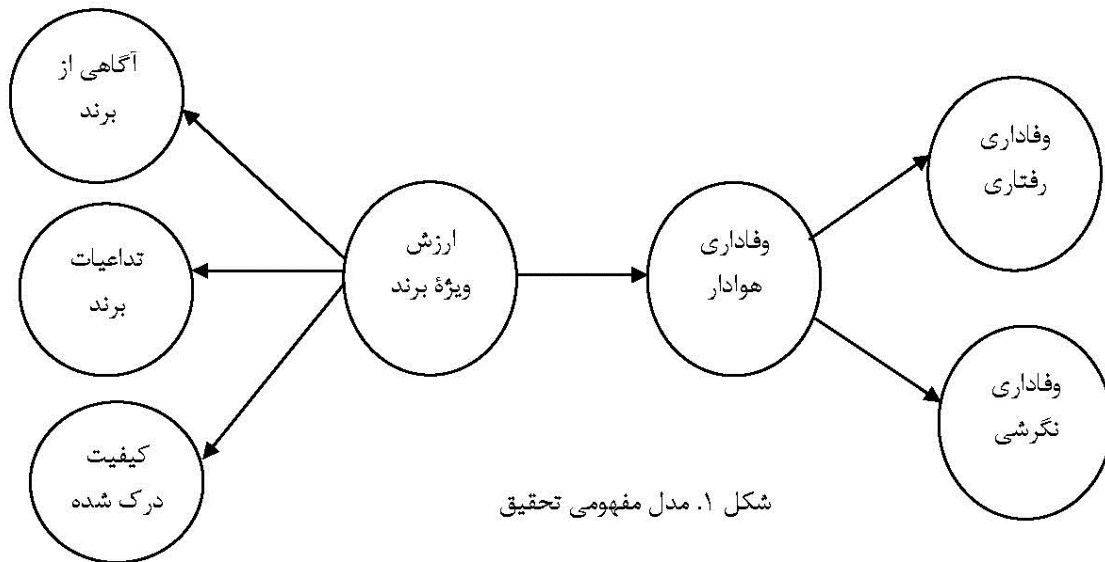 آگاهی از
برند
تداعیات
برند
کیفیت
درک شده
ارزش
ویژۀ برند
وفاداری
هوادار
وفاداری
رفتاری
وفاداری
نگرشی
شکل ۱. مدل مفهومی تحقیق